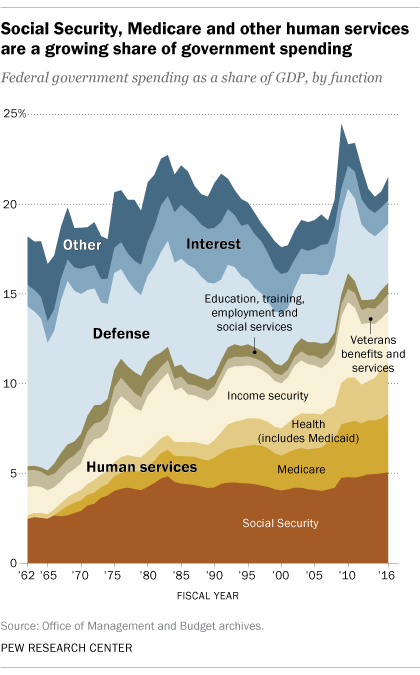 Social Security, Medicare and other human services
are a growing share of government spending
Federal government spending as a share of GDP, by function
25%
20
15
10
5
0
Other
Interest
Defense
Education, training,
employment and
social services
Veterans
benefits and
services
Income security
Health
(includes Medicaid)
Human services
Medicare
Social Security
'62 '65 '70 '75 '80 '85 '90 '95 '00 '05 '10 '16
FISCAL YEAR
Source: Office of Management and Budget archives.
PEW RESEARCH CENTER